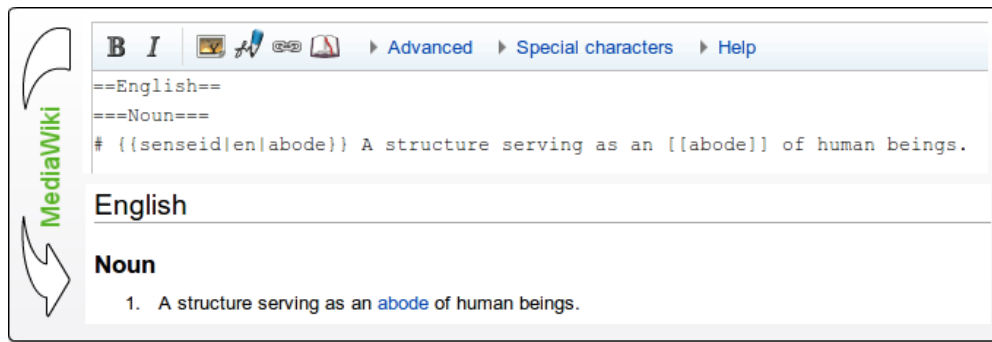 B I Advanced Special characters Help
==English==
===Noun===
# {{senseid|en|abode}} A structure serving as an [[abode]] of human beings.
MediaWiki
English
Noun
1. A structure serving as an abode of human beings.